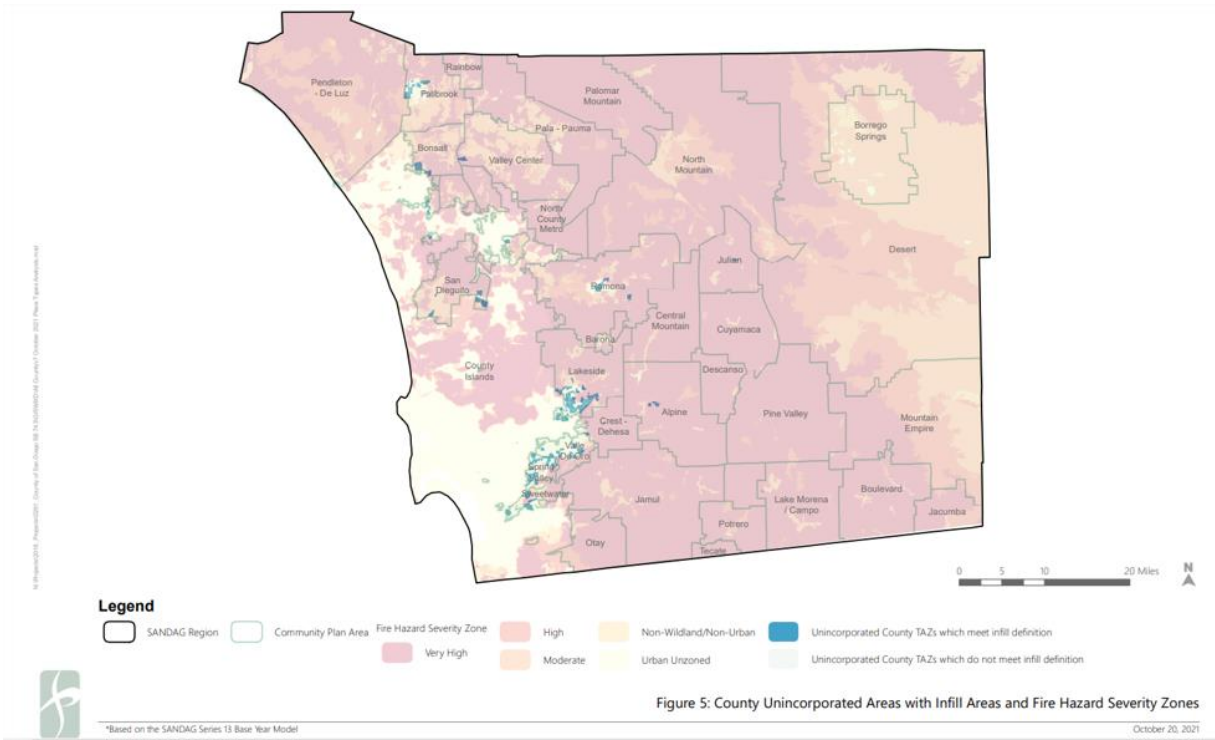 Pendleton
- De Luz
Rainbow
Fallbrook
Palomar
Mountain
Pala - Pauma
Borrego
Springs
Bonsall
Valley Center
North
Mountain
North
County
Metro
Desert
Julian
San
Dieguito
Ramona
Central
Mountain
Cuyamaca
Barona
County
Islands
Lakeside
Descanso
Alpine
Crest -
Dehesa
Pine Valley
Mountain
Empire
Valle
De Oro
Spring
Valley
Sweetwater
Jamul
Lake Morena
/ Campo
Boulevard
Jacumba
Potrero
Otay
Tecate
0 5 10 20 Miles
N
Legend
SANDAG Region
Community Plan Area
Fire Hazard Severity Zone
Very High
High
Moderate
Non-Wildland/Non-Urban
Urban Unzoned
Unincorporated County TAZs which meet infill definition
Unincorporated County TAZs which do not meet infill definition
Figure 5: County Unincorporated Areas with Infill Areas and Fire Hazard Severity Zones
*Based on the SANDAG Series 13 Base Year Model
October 20, 2021